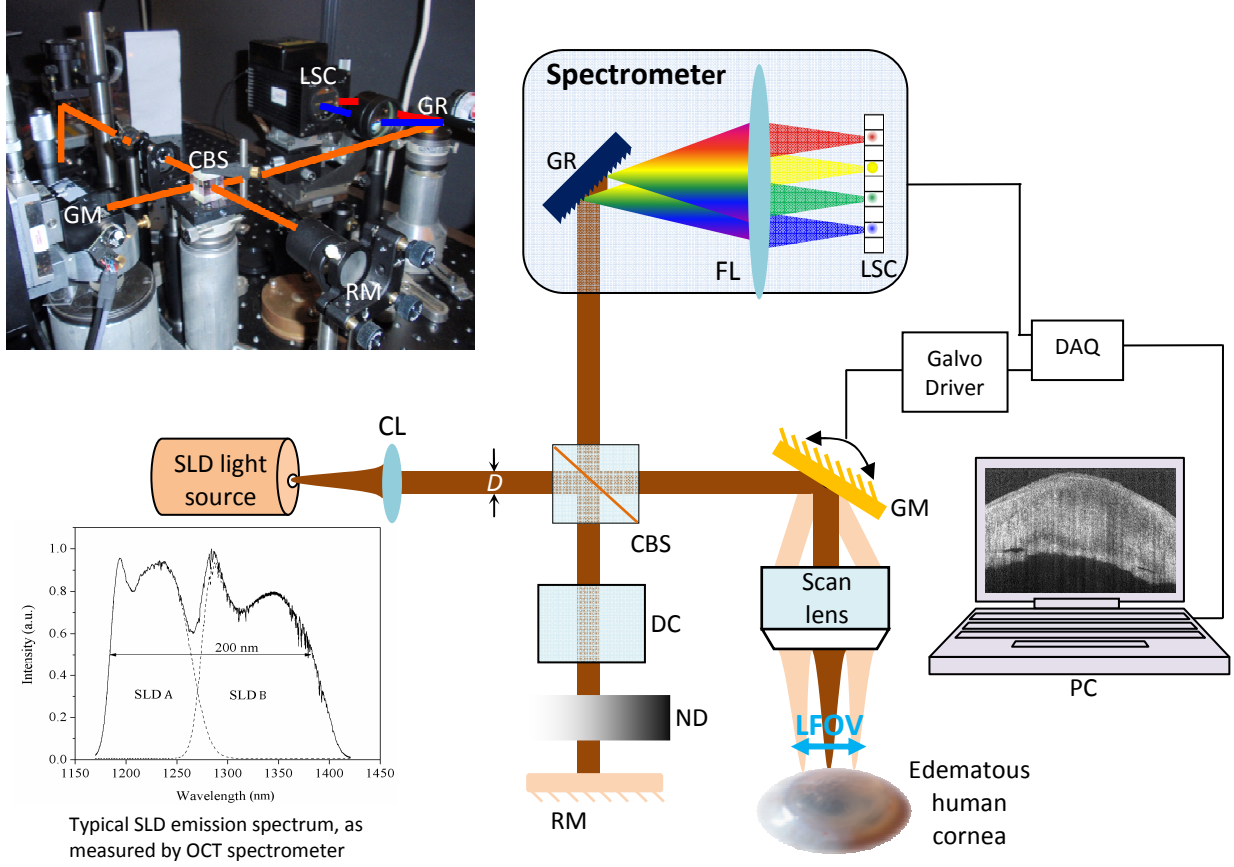 LSC
GR
CBS
GM
RM
Spectrometer
GR
FL
LSC
Galvo
Driver
DAQ
CL
SLD light
source
D
CBS
GM
DC
Scan
lens
ND
LFOV
RM
Edematous
human
cornea
PC
1.0
0.8
0.6
0.4
0.2
0.0
Intensity (a.u.)
200 nm
SLD A
SLD B
1150 1200 1250 1300 1350 1400 1450
Wavelength (nm)
Typical SLD emission spectrum, as
measured by OCT spectrometer